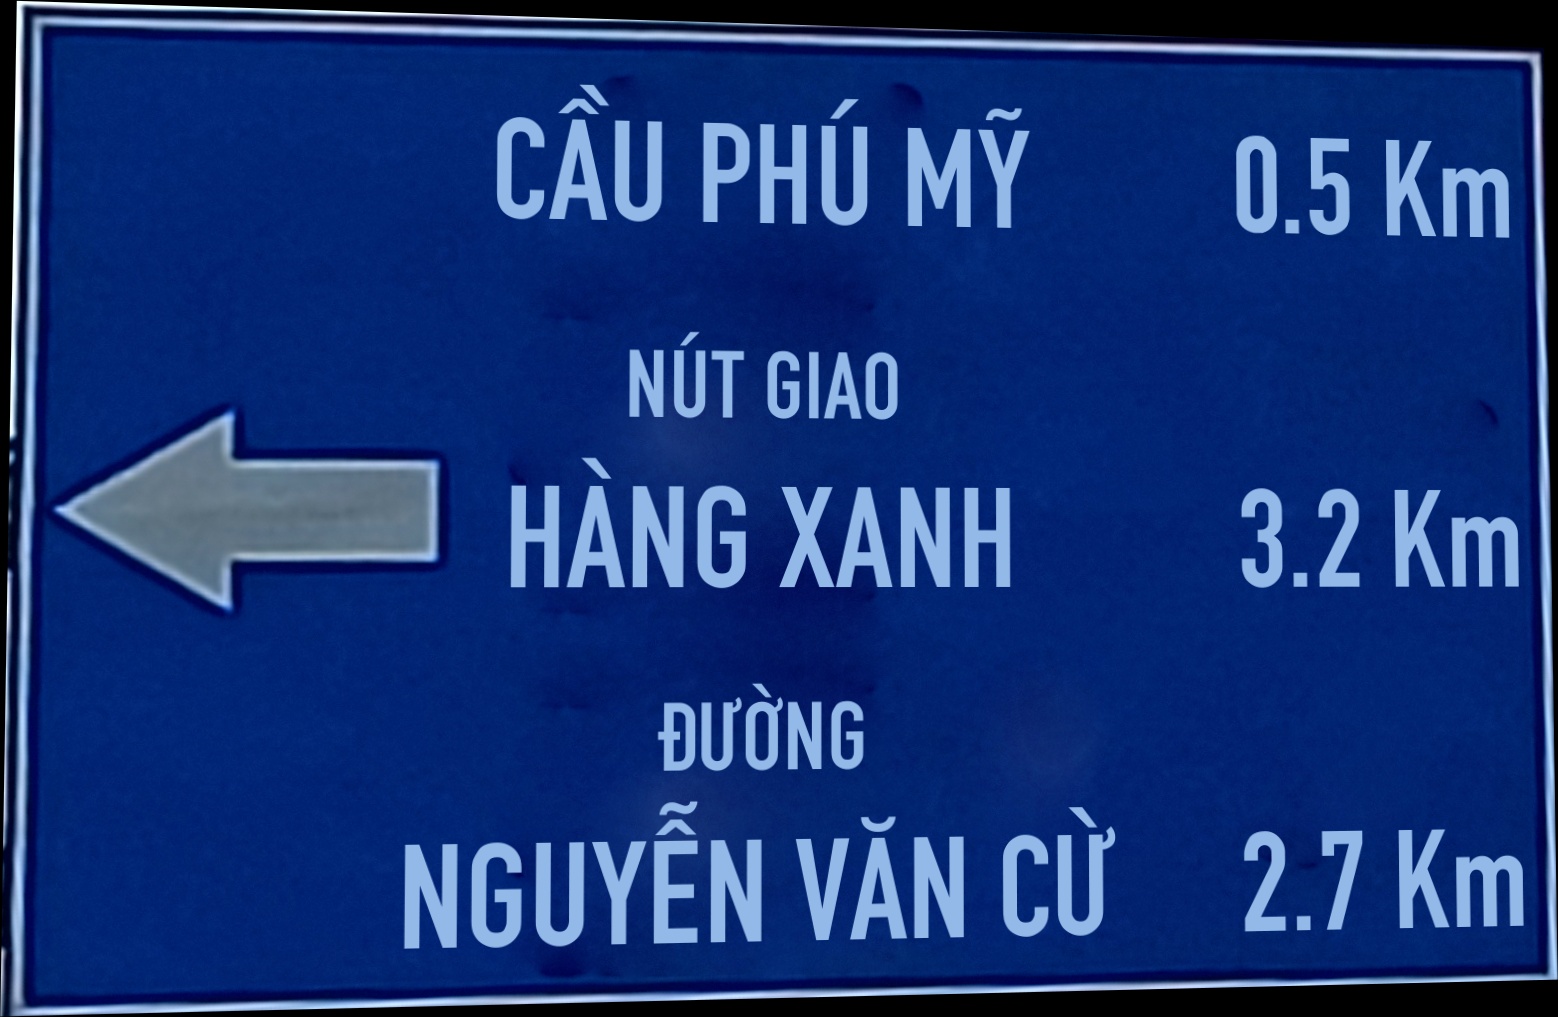 CẦU PHÚ MỸ 0.5 Km
NÚT GIAO
HÀNG XANH 3.2 Km
ĐƯỜNG
NGUYỄN VĂN CỪ 2.7 Km